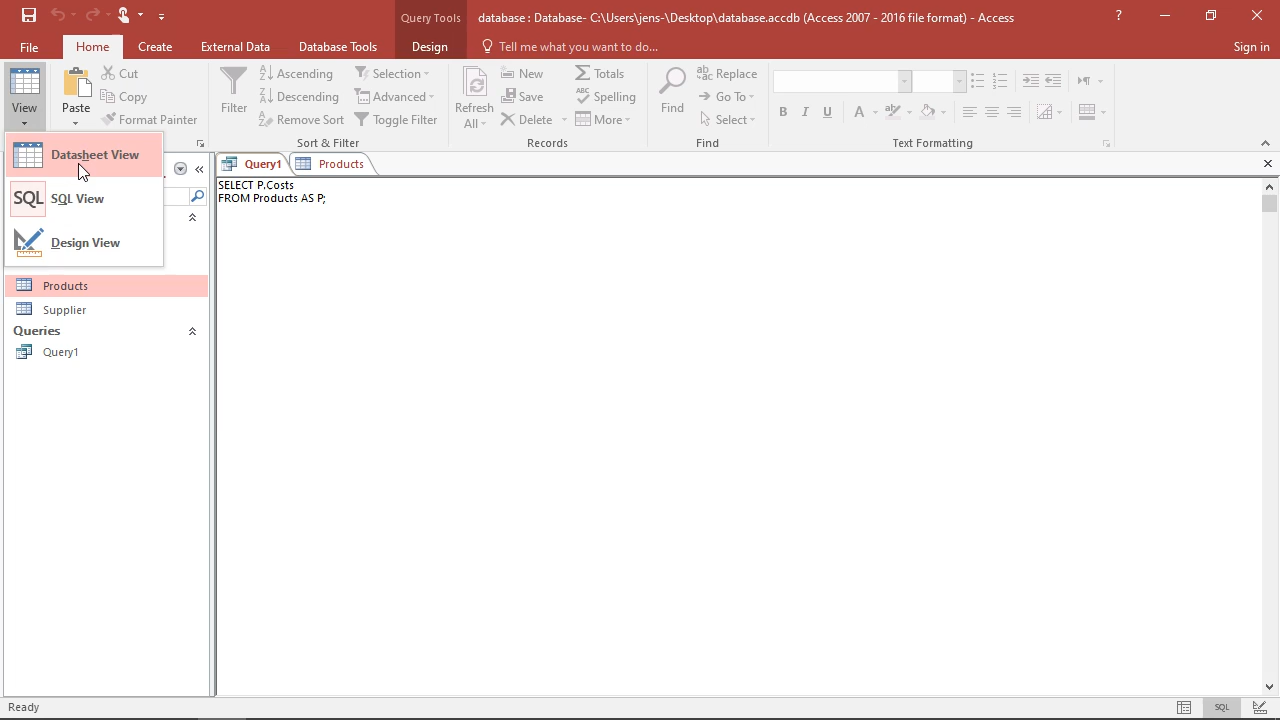 Query Tools
database : Database- C:\Users\jens-\Desktop\database.accdb (Access 2007 - 2016 file format) - Access
?
File
Home
Create
External Data
Database Tools
Design
Tell me what you want to do...
Sign in
View
Paste
Cut
Copy
Format Painter
Filter
Ascending
Descending
Remove Sort
Selection
Advanced
Toggle Filter
Sort & Filter
Refresh
All
New
Save
Delete
Totals
Spelling
More
Records
Find
Replace
Go To
Select
Find
B I U A
Text Formatting
Datasheet View
SQL SQL View
Design View
Products
Supplier
Queries
Query1
Query1
Products
SELECT P.Costs
FROM Products AS P;
Ready
SQL